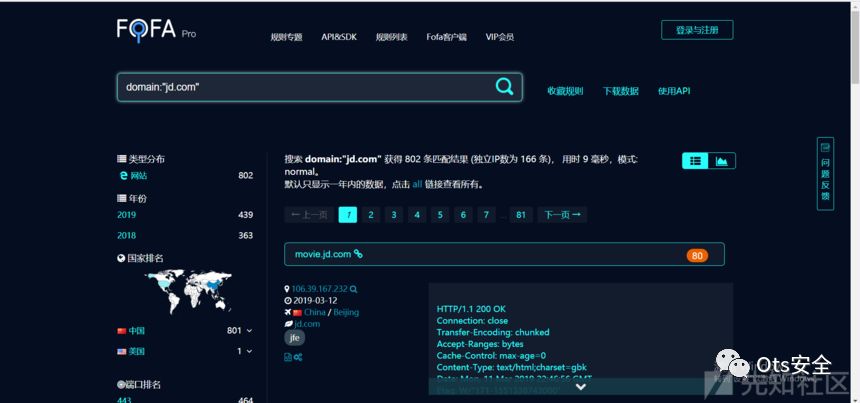 FOFA Pro
规则专题 API&SDK 规则列表 Fofa客户端 VIP会员
登录与注册
domain:"jd.com"
收藏规则 下载数据 使用API
类型分布
网站 802
年份
2019 439
2018 363
国家排名
中国 801
美国 1
端口排名
443 464
搜索 domain:"jd.com" 获得 802 条匹配结果 (独立IP数为 166 条)， 用时 9 毫秒，模式:
normal。
默认只显示一年内的数据，点击 all 链接查看所有。
← 上一页 1 2 3 4 5 6 7 ... 81 下一页 →
movie.jd.com 80
106.39.167.232
2019-03-12
China / Beijing
jd.com
jfe
HTTP/1.1 200 OK
Connection: close
Transfer-Encoding: chunked
Accept-Ranges: bytes
Cache-Control: max-age=0
Content-Type: text/html;charset=gbk
Date: Mon, 11 Mar 2019 22:46:56 GMT
问题反馈
Ots安全
先知社区